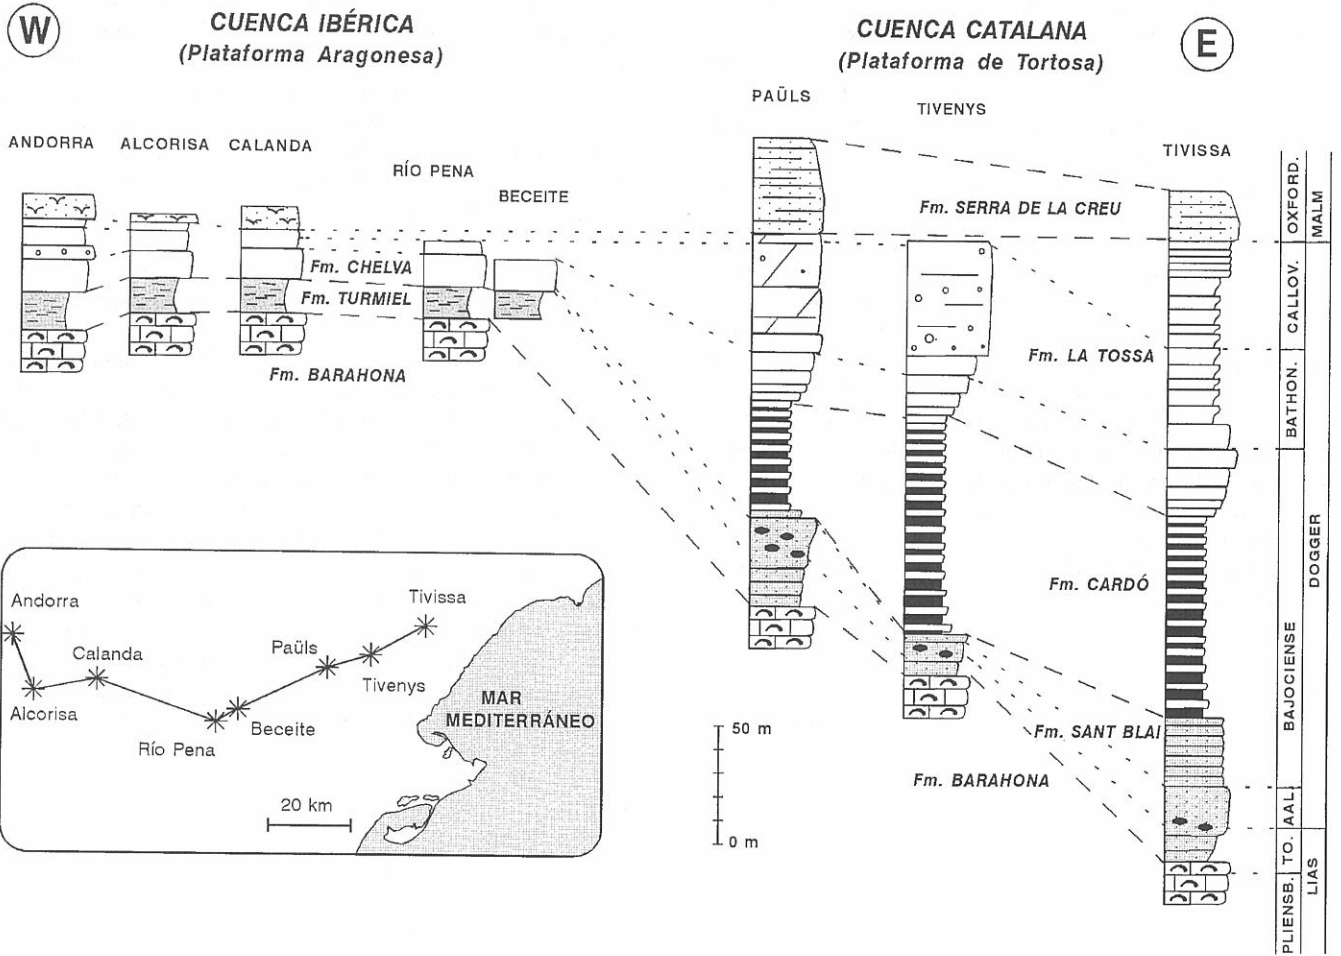 W
CUENCA IBÉRICA
(Plataforma Aragonesa)
CUENCA CATALANA
(Plataforma de Tortosa)
E
PAÜLS
TIVENYS
ANDORRA
ALCORISA
CALANDA
TIVISSA
RÍO PENA
BECEITE
Fm. SERRA DE LA CREU
Fm. CHELVA
Fm. TURMIEL
Fm. LA TOSSA
Fm. BARAHONA
Fm. CARDÓ
Fm. SANT BLAI
Fm. BARAHONA
50 m
0 m
OXFORD.
CALLOV.
BATHON.
BAJOCIENSE
AAL.
TO.
PLIENSB.
MALM
DOGGER
LIAS
Andorra
Tivissa
Calanda
Paüls
Tivenys
Alcorisa
Río Pena
Beceite
MAR
MEDITERRÁNEO
20 km